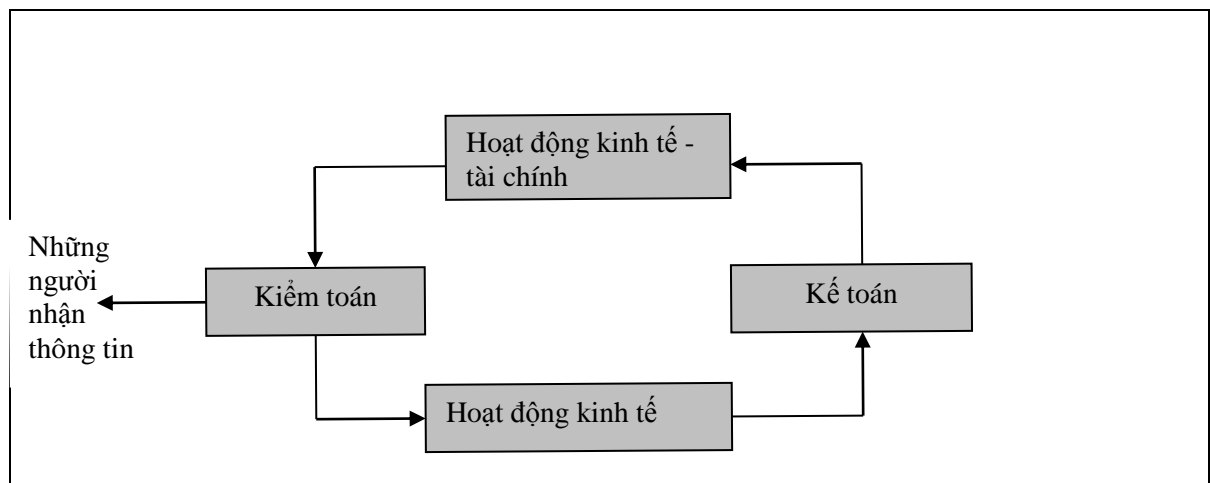 Hoạt động kinh tế -
tài chính
Những
người
nhận
thông tin
Kiểm toán
Kế toán
Hoạt động kinh tế